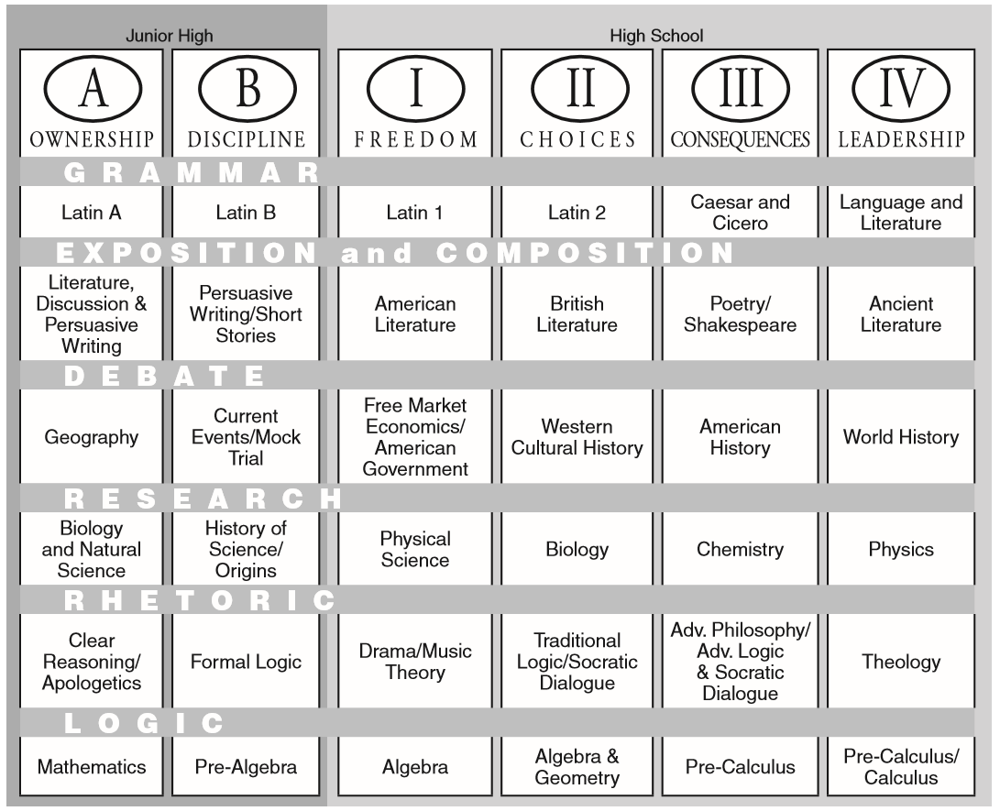 Junior High
High School
A
B
I
II
III
IV
OWNERSHIP
DISCIPLINE
FREEDOM
CHOICES
CONSEQUENCES
LEADERSHIP
GRAMMAR
Latin A
Latin B
Latin 1
Latin 2
Caesar and
Cicero
Language and
Literature
EXPOSITION and COMPOSITION
Literature,
Discussion &
Persuasive
Writing
Persuasive
Writing/Short
Stories
American
Literature
British
Literature
Poetry/
Shakespeare
Ancient
Literature
DEBATE
Geography
Current
Events/Mock
Trial
Free Market
Economics/
American
Government
Western
Cultural History
American
History
World History
RESEARCH
Biology
and Natural
Science
History of
Science/
Origins
Physical
Science
Biology
Chemistry
Physics
RHETORIC
Clear
Reasoning/
Apologetics
Formal Logic
Drama/Music
Theory
Traditional
Logic/Socratic
Dialogue
Adv. Philosophy/
Adv. Logic
& Socratic
Dialogue
Theology
LOGIC
Mathematics
Pre-Algebra
Algebra
Algebra &
Geometry
Pre-Calculus
Pre-Calculus/
Calculus